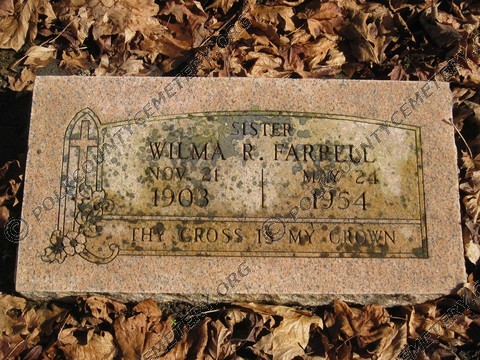 SISTER
WILMA R. FARRELL
NOV. 21 MAY 24
1903 1954
THY CROSS IS MY CROWN